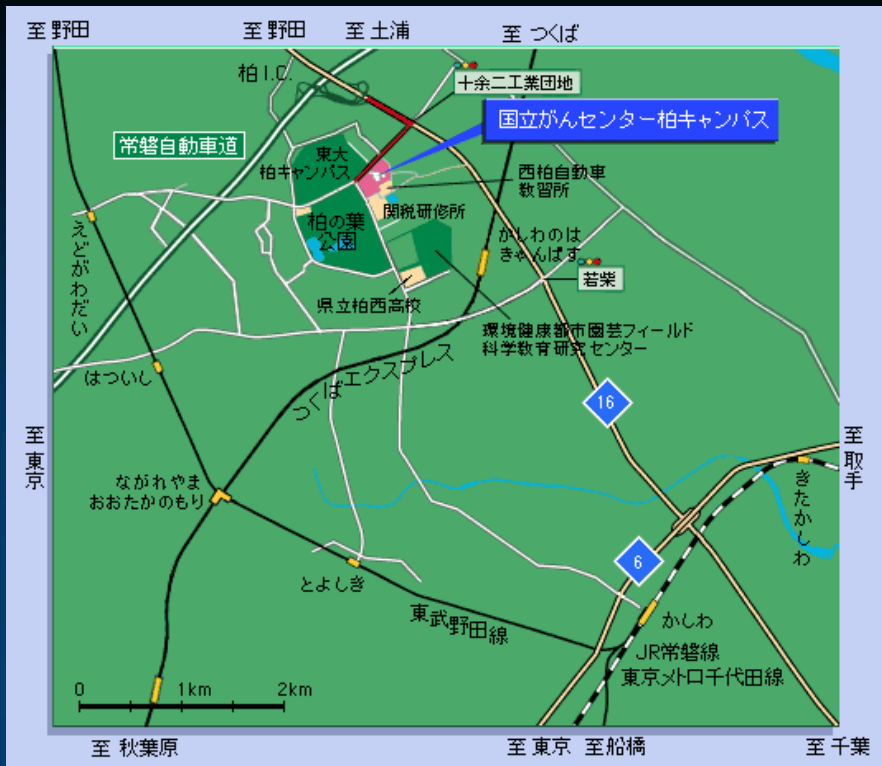 至 野田
至 野田
至 土浦
至 つくば
柏 I.C.
十余二工業団地
国立がんセンター柏キャンパス
常磐自動車道
東大
柏キャンパス
西柏自動車
教習所
関税研修所
柏の葉
公園
かしわのは
きゃんぱす
えどがわだい
若柴
県立柏西高校
環境健康都市園芸フィールド
科学教育研究センター
つくばエクスプレス
はついし
16
至
東京
至
取手
ながれやま
おおたかのもり
きたかしわ
6
とよしき
東武野田線
かしわ
JR常磐線
東京メトロ千代田線
0 1km 2km
至 秋葉原
至 東京
至船橋
至 千葉